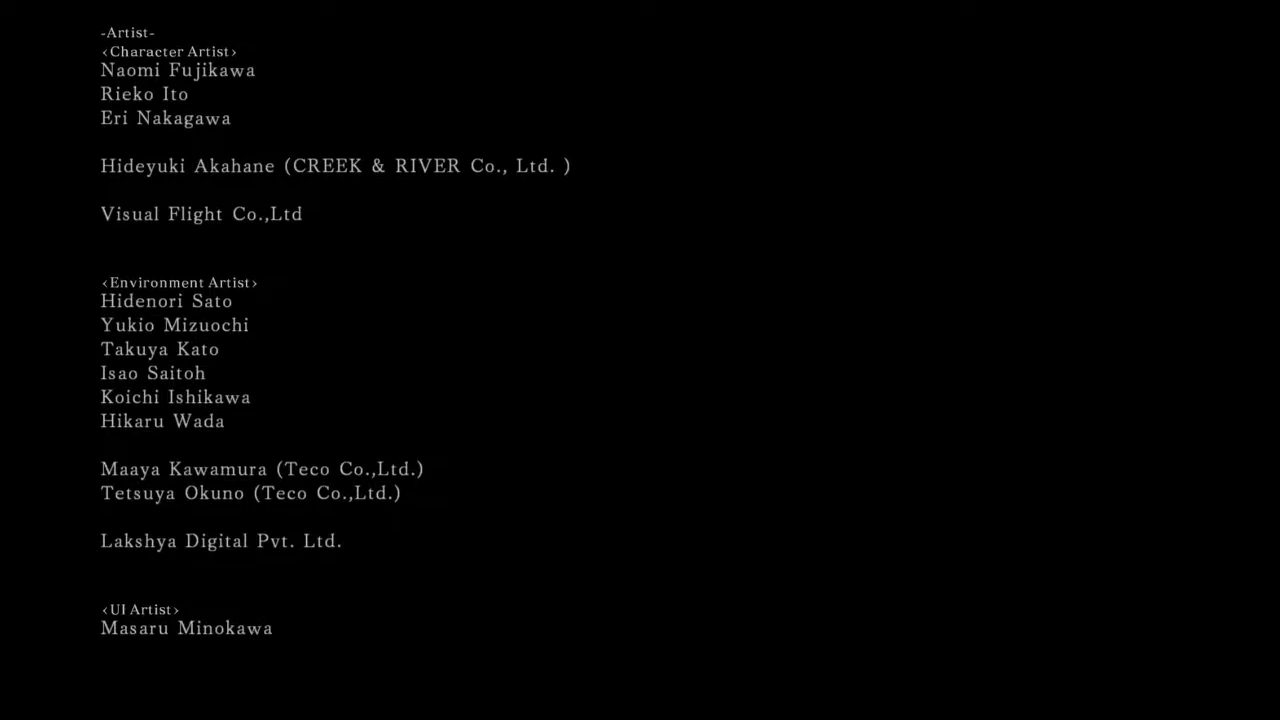 -Artist-
‹Character Artist›
Naomi Fujikawa
Rieko Ito
Eri Nakagawa
Hideyuki Akahane (CREEK & RIVER Co., Ltd. )
Visual Flight Co.,Ltd
‹Environment Artist›
Hidenori Sato
Yukio Mizuochi
Takuya Kato
Isao Saitoh
Koichi Ishikawa
Hikaru Wada
Maaya Kawamura (Teco Co.,Ltd.)
Tetsuya Okuno (Teco Co.,Ltd.)
Lakshya Digital Pvt. Ltd.
‹UI Artist›
Masaru Minokawa